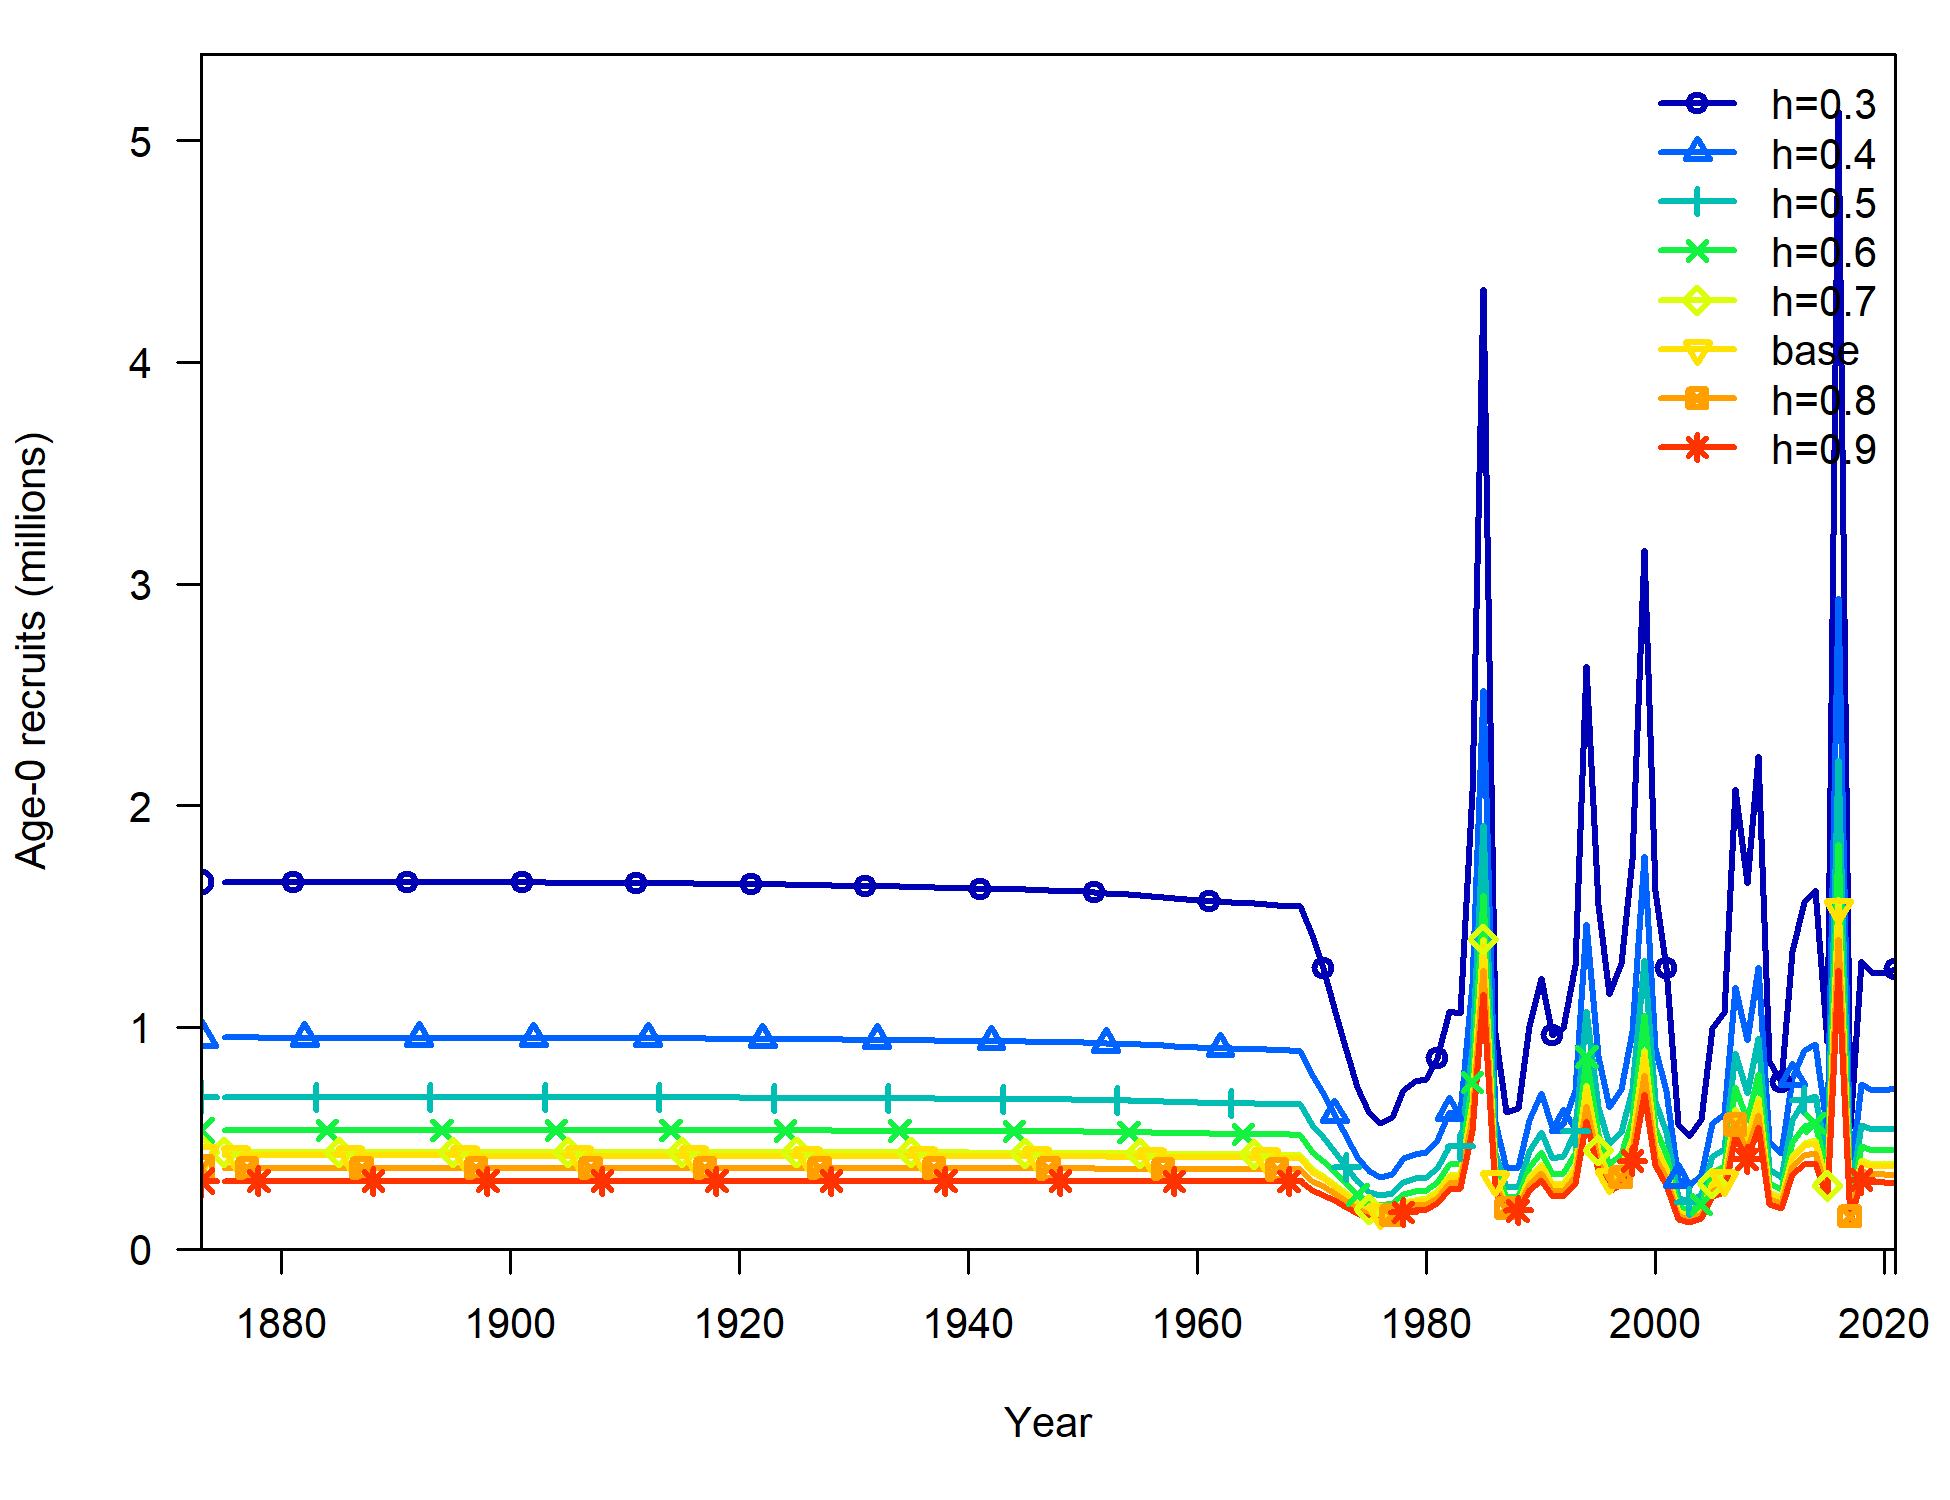 h=0.3
h=0.4
h=0.5
h=0.6
h=0.7
base
h=0.8
h=0.9
5
4
3
2
1
0
Age-0 recruits (millions)
1880 1900 1920 1940 1960 1980 2000 2020
Year